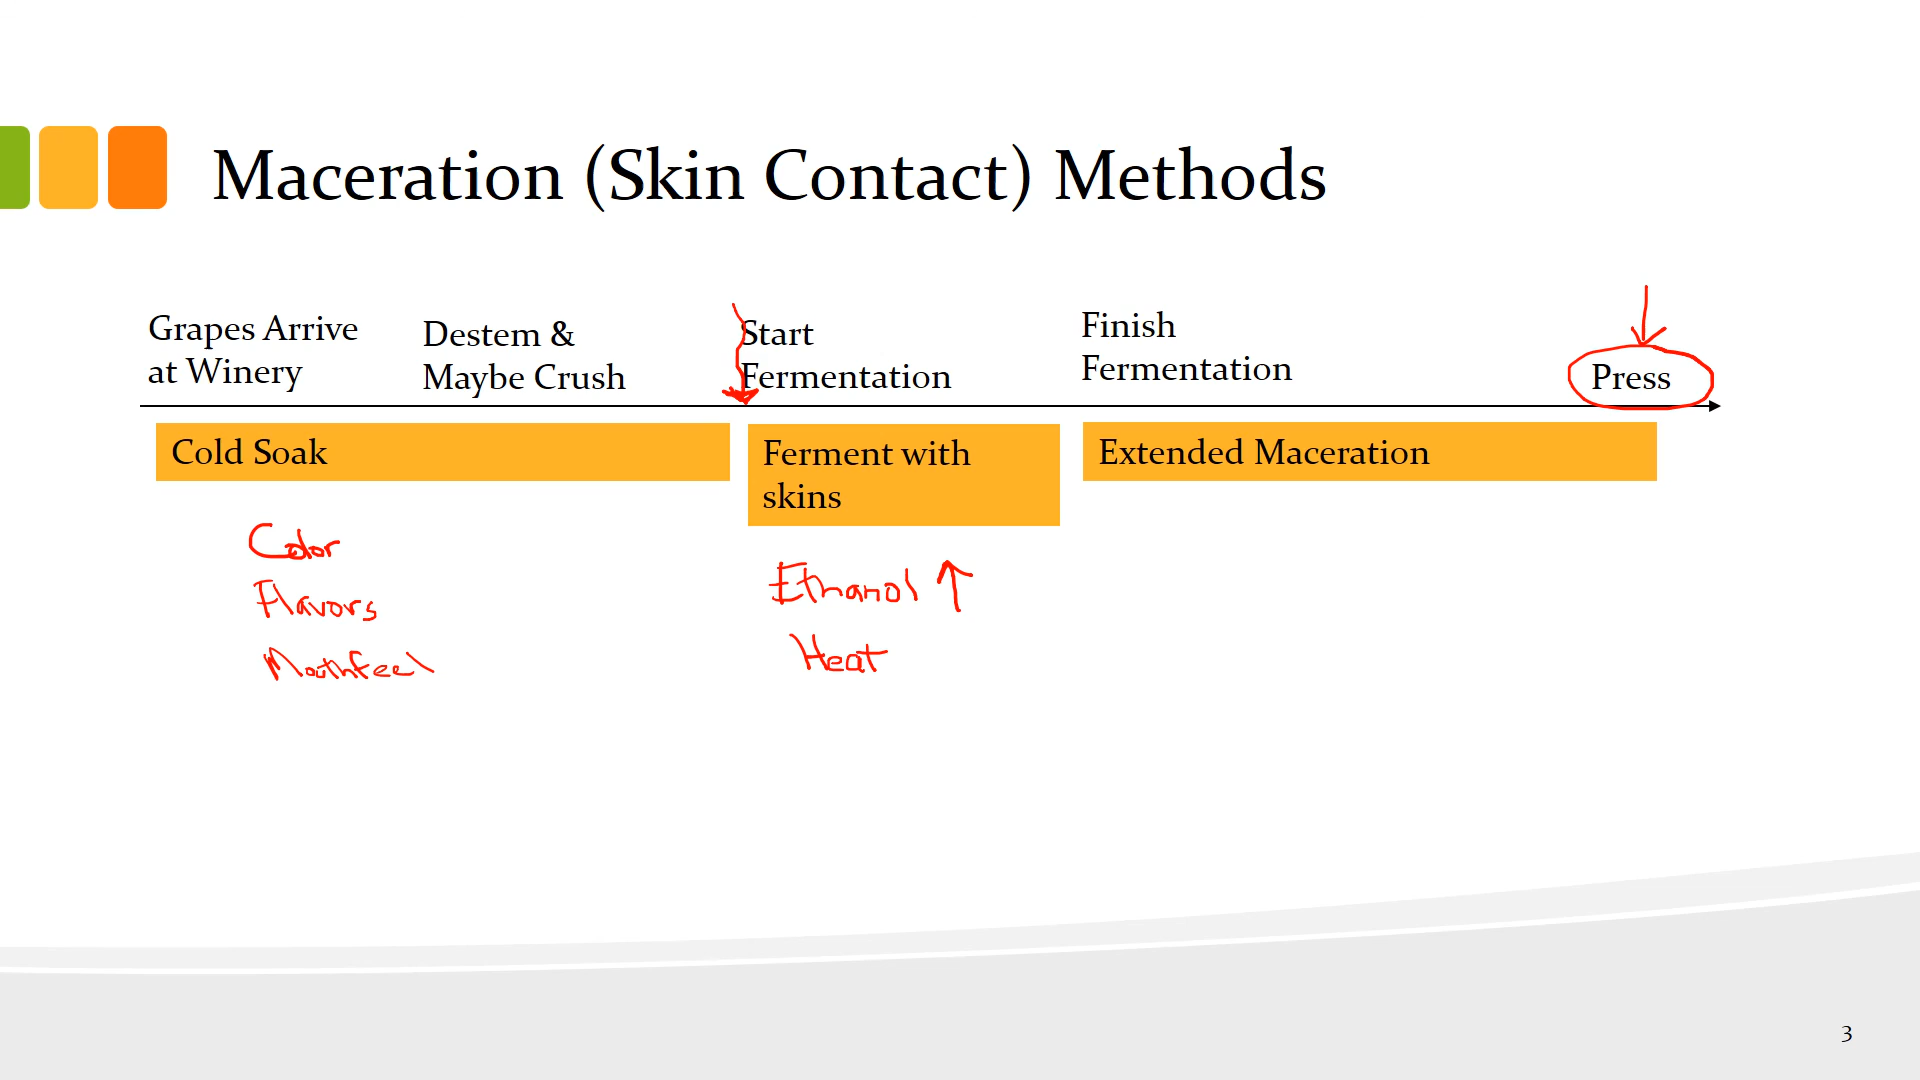 Maceration (Skin Contact) Methods
Grapes Arrive
at Winery
Destem &
Maybe Crush
Start
Fermentation
Finish
Fermentation
Press
Cold Soak
Ferment with
skins
Extended Maceration
Color
Flavors
Mouthfeel
Ethanol ↑
Heat
3